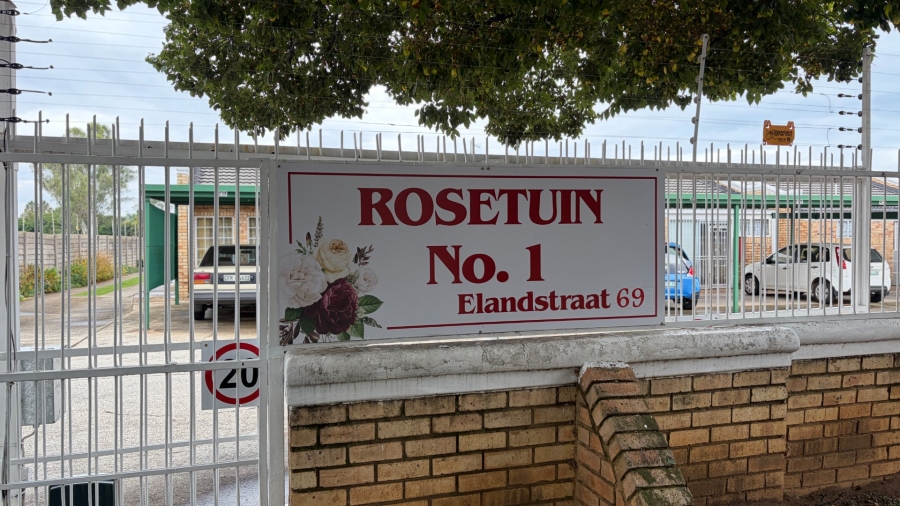 ROSETUIN
No. 1
Elandstraat 69
20